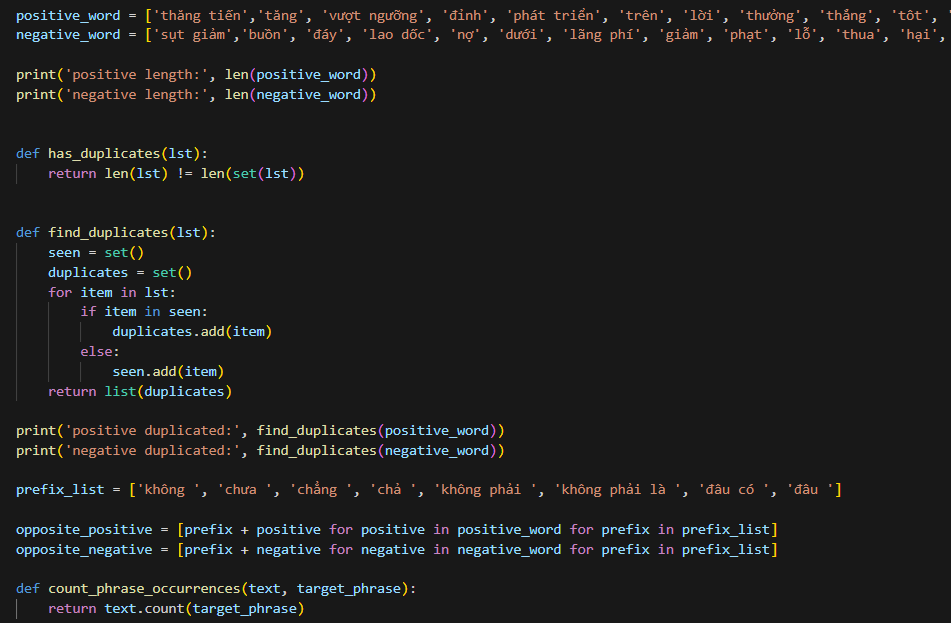 positive_word = ['thăng tiến','tăng', 'vượt ngưỡng', 'đỉnh', 'phát triển', 'trên', 'lời', 'thưởng', 'thắng', 'tôt', '
negative_word = ['sụt giảm','buồn', 'đáy', 'lao dốc', 'nợ', 'dưới', 'lãng phí', 'giảm', 'phạt', 'lỗ', 'thua', 'hại',
print('positive length:', len(positive_word))
print('negative length:', len(negative_word))
def has_duplicates(lst):
    return len(lst) != len(set(lst))
def find_duplicates(lst):
    seen = set()
    duplicates = set()
    for item in lst:
        if item in seen:
            duplicates.add(item)
        else:
            seen.add(item)
    return list(duplicates)
print('positive duplicated:', find_duplicates(positive_word))
print('negative duplicated:', find_duplicates(negative_word))
prefix_list = ['không ', 'chưa ', 'chẳng ', 'chả ', 'không phải ', 'không phải là ', 'đâu có ', 'đâu ']
opposite_positive = [prefix + positive for positive in positive_word for prefix in prefix_list]
opposite_negative = [prefix + negative for negative in negative_word for prefix in prefix_list]
def count_phrase_occurrences(text, target_phrase):
    return text.count(target_phrase)